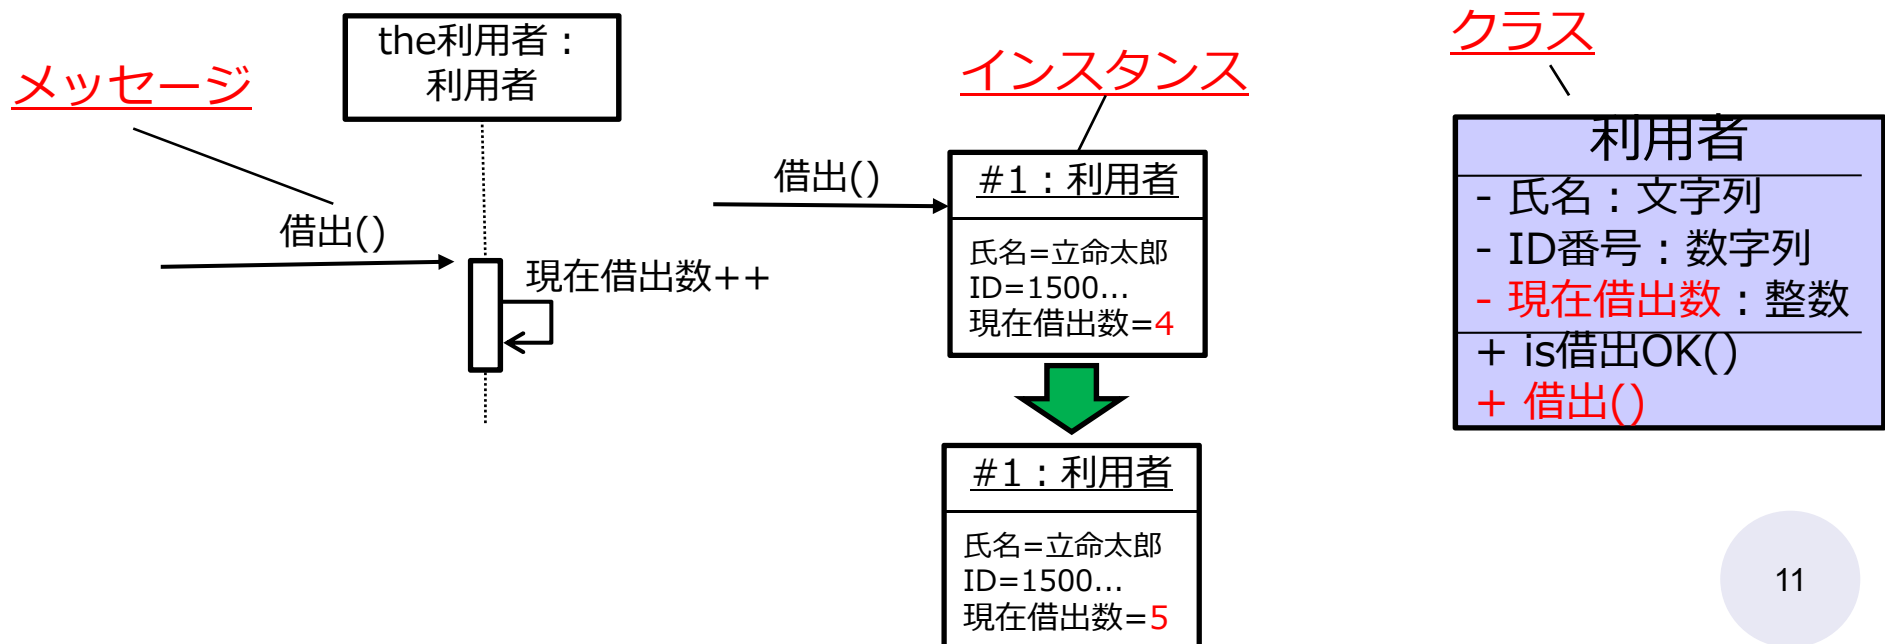 メッセージ
the利用者：
利用者
借出()
現在借出数++
インスタンス
借出()
#1：利用者
氏名=立命太郎
ID=1500...
現在借出数=4
#1：利用者
氏名=立命太郎
ID=1500...
現在借出数=5
クラス
利用者
- 氏名：文字列
- ID番号：数字列
- 現在借出数：整数
+ is借出OK()
+ 借出()
11